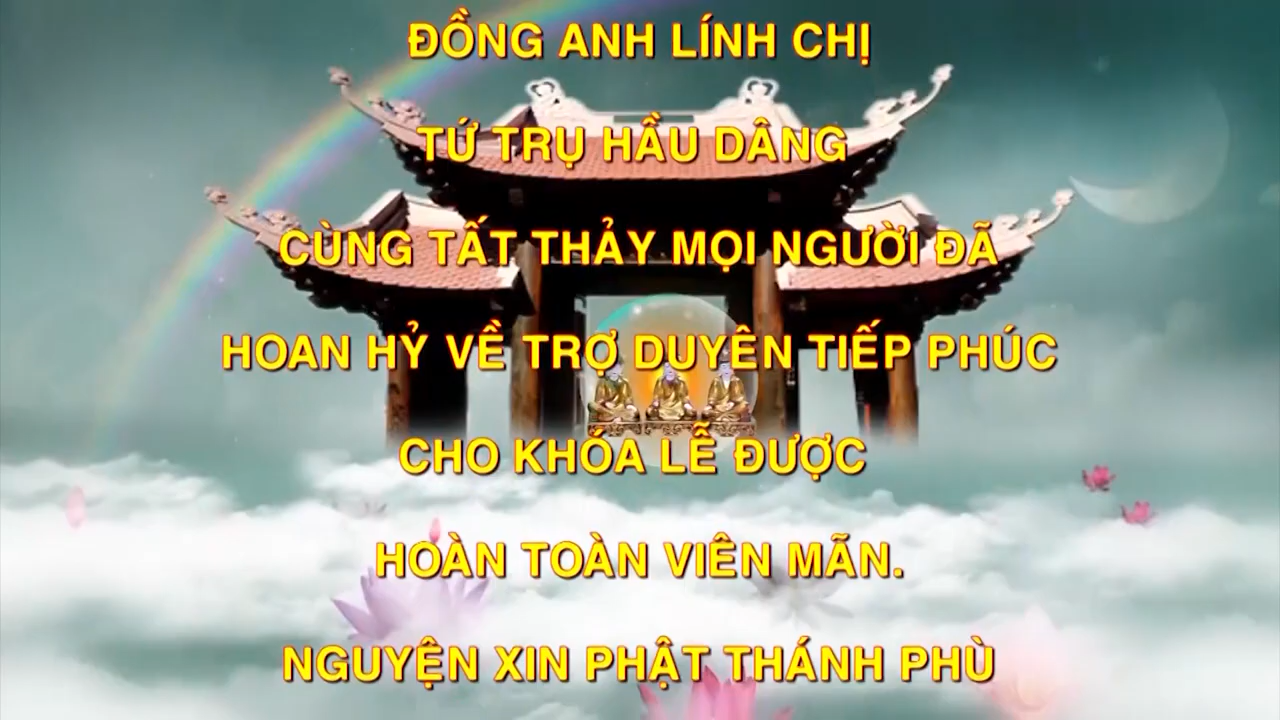 ĐỒNG ANH LÍNH CHỊ
TỨ TRỤ HẦU DÂNG
CÙNG TẤT THẢY MỌI NGƯỜI ĐÃ
HOAN HỶ VỀ TRỢ DUYÊN TIẾP PHÚC
CHO KHÓA LỄ ĐƯỢC
HOÀN TOÀN VIÊN MÃN.
NGUYỆN XIN PHẬT THÁNH PHÙ